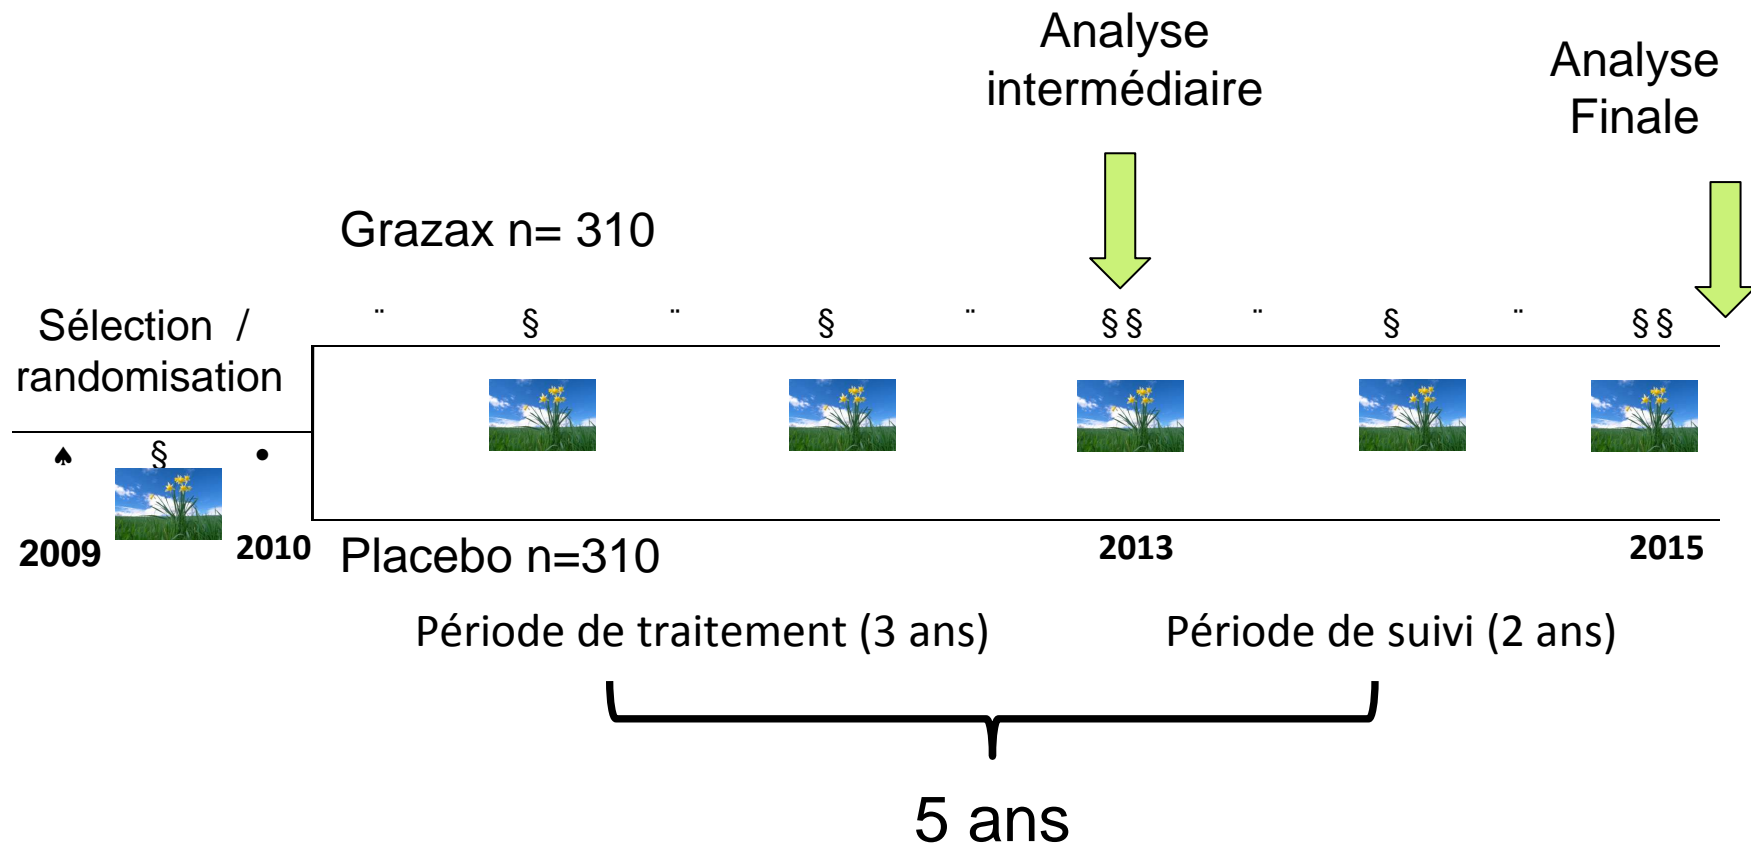 Analyse
intermédiaire
Analyse
Finale
Grazax n= 310
Sélection /
randomisation
¨ § ¨ § ¨ §§ ¨ § ¨ §§
♠ § •
2009 2010
Placebo n=310
2013 2015
Période de traitement (3 ans) Période de suivi (2 ans)
5 ans